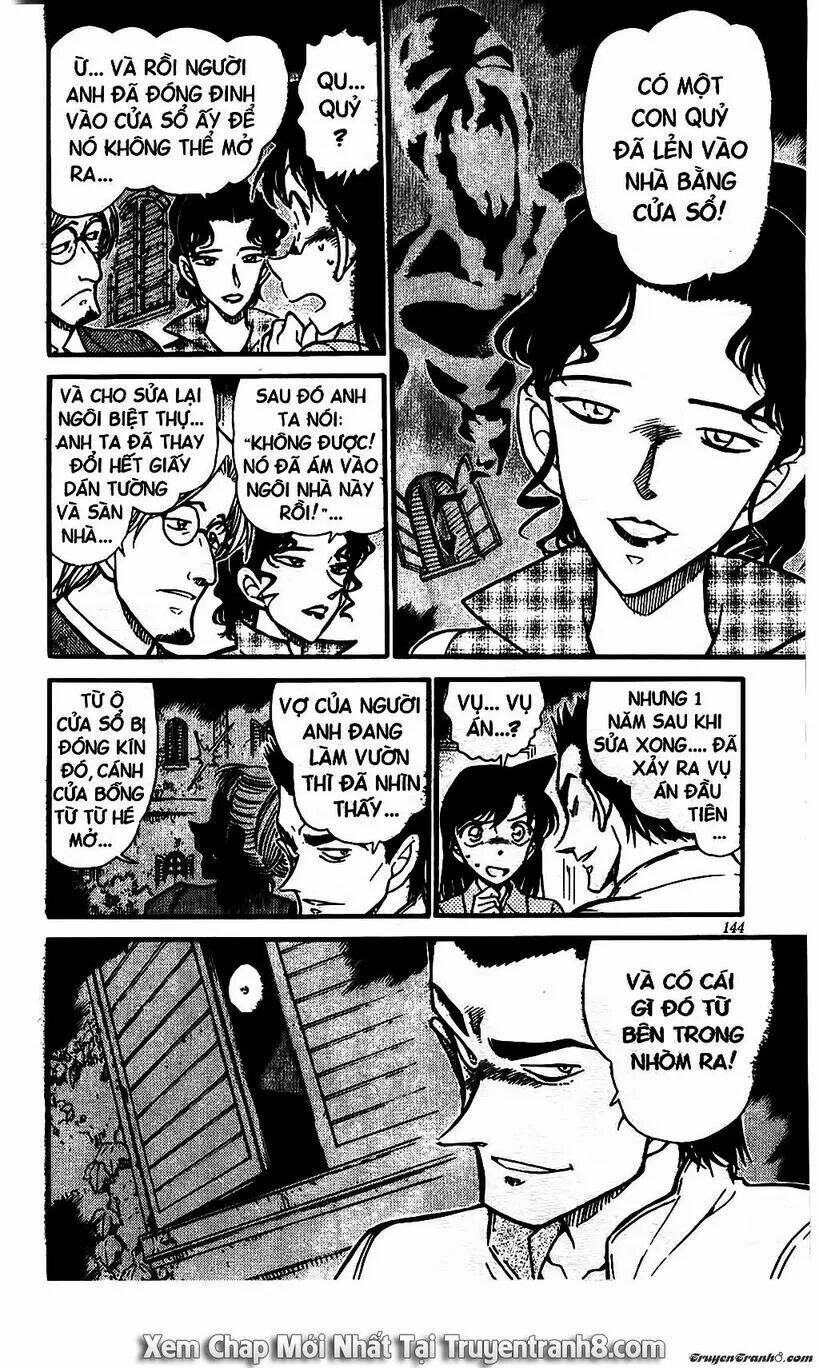 CÓ MỘT
CON QUỶ
ĐÃ LẺN VÀO
NHÀ BẰNG
CỬA SỔ!
QU...
QUỶ
?
Ừ... VÀ RỒI NGƯỜI
ANH ĐÃ ĐÓNG ĐINH
VÀO CỬA SỔ ẤY ĐỂ
NÓ KHÔNG THỂ MỞ
RA...
SAU ĐÓ ANH
TA NÓI:
"KHÔNG ĐƯỢC!
NÓ ĐÃ ÁM VÀO
NGÔI NHÀ NÀY
RỒI!"...
VÀ CHO SỬA LẠI
NGÔI BIỆT THỰ...
ANH TA ĐÃ THAY
ĐỔI HẾT GIẤY
DÁN TƯỜNG
VÀ SÀN
NHÀ...
NHƯNG 1
NĂM SAU KHI
SỬA XONG.... ĐÃ
XẢY RA VỤ
ÁN ĐẦU
TIÊN
VỤ... VỤ
ÁN...?
VỢ CỦA NGƯỜI
ANH ĐANG
LÀM VƯỜN
THÌ ĐÃ NHÌN
THẤY...
TỪ Ô
CỬA SỔ BỊ
ĐÓNG KÍN
ĐÓ, CÁNH
CỬA BỖNG
TỪ TỪ HÉ
MỞ...
144
VÀ CÓ CÁI
GÌ ĐÓ TỪ
BÊN TRONG
NHÒM RA!
Xem Chap Mới Nhất Tại Truyentranh8.com
TruyenTranh8.com